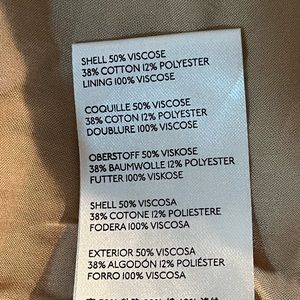 SHELL 50% VISCOSE
38% COTTON 12% POLYESTER
LINING 100% VISCOSE
COQUILLE 50% VISCOSE
38% COTON 12% POLYESTER
DOUBLURE 100% VISCOSE
OBERSTOFF 50% VISKOSE
38% BAUMWOLLE 12% POLYESTER
FUTTER 100% VISKOSE
SHELL 50% VISCOSA
38% COTONE 12% POLIESTERE
FODERA 100% VISCOSA
EXTERIOR 50% VISCOSA
38% ALGODÓN 12% POLIÉSTER
FORRO 100% VISCOSA